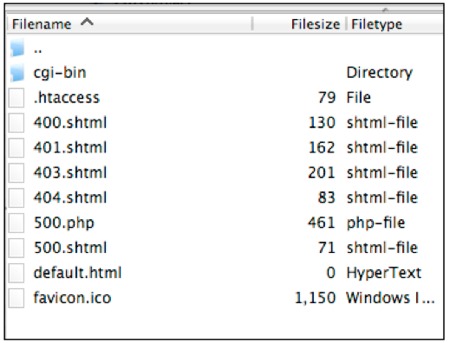 Filename Filesize Filetype
..
cgi-bin Directory
.htaccess 79 File
400.shtml 130 shtml-file
401.shtml 162 shtml-file
403.shtml 201 shtml-file
404.shtml 83 shtml-file
500.php 461 php-file
500.shtml 71 shtml-file
default.html 0 HyperText
favicon.ico 1,150 Windows I...